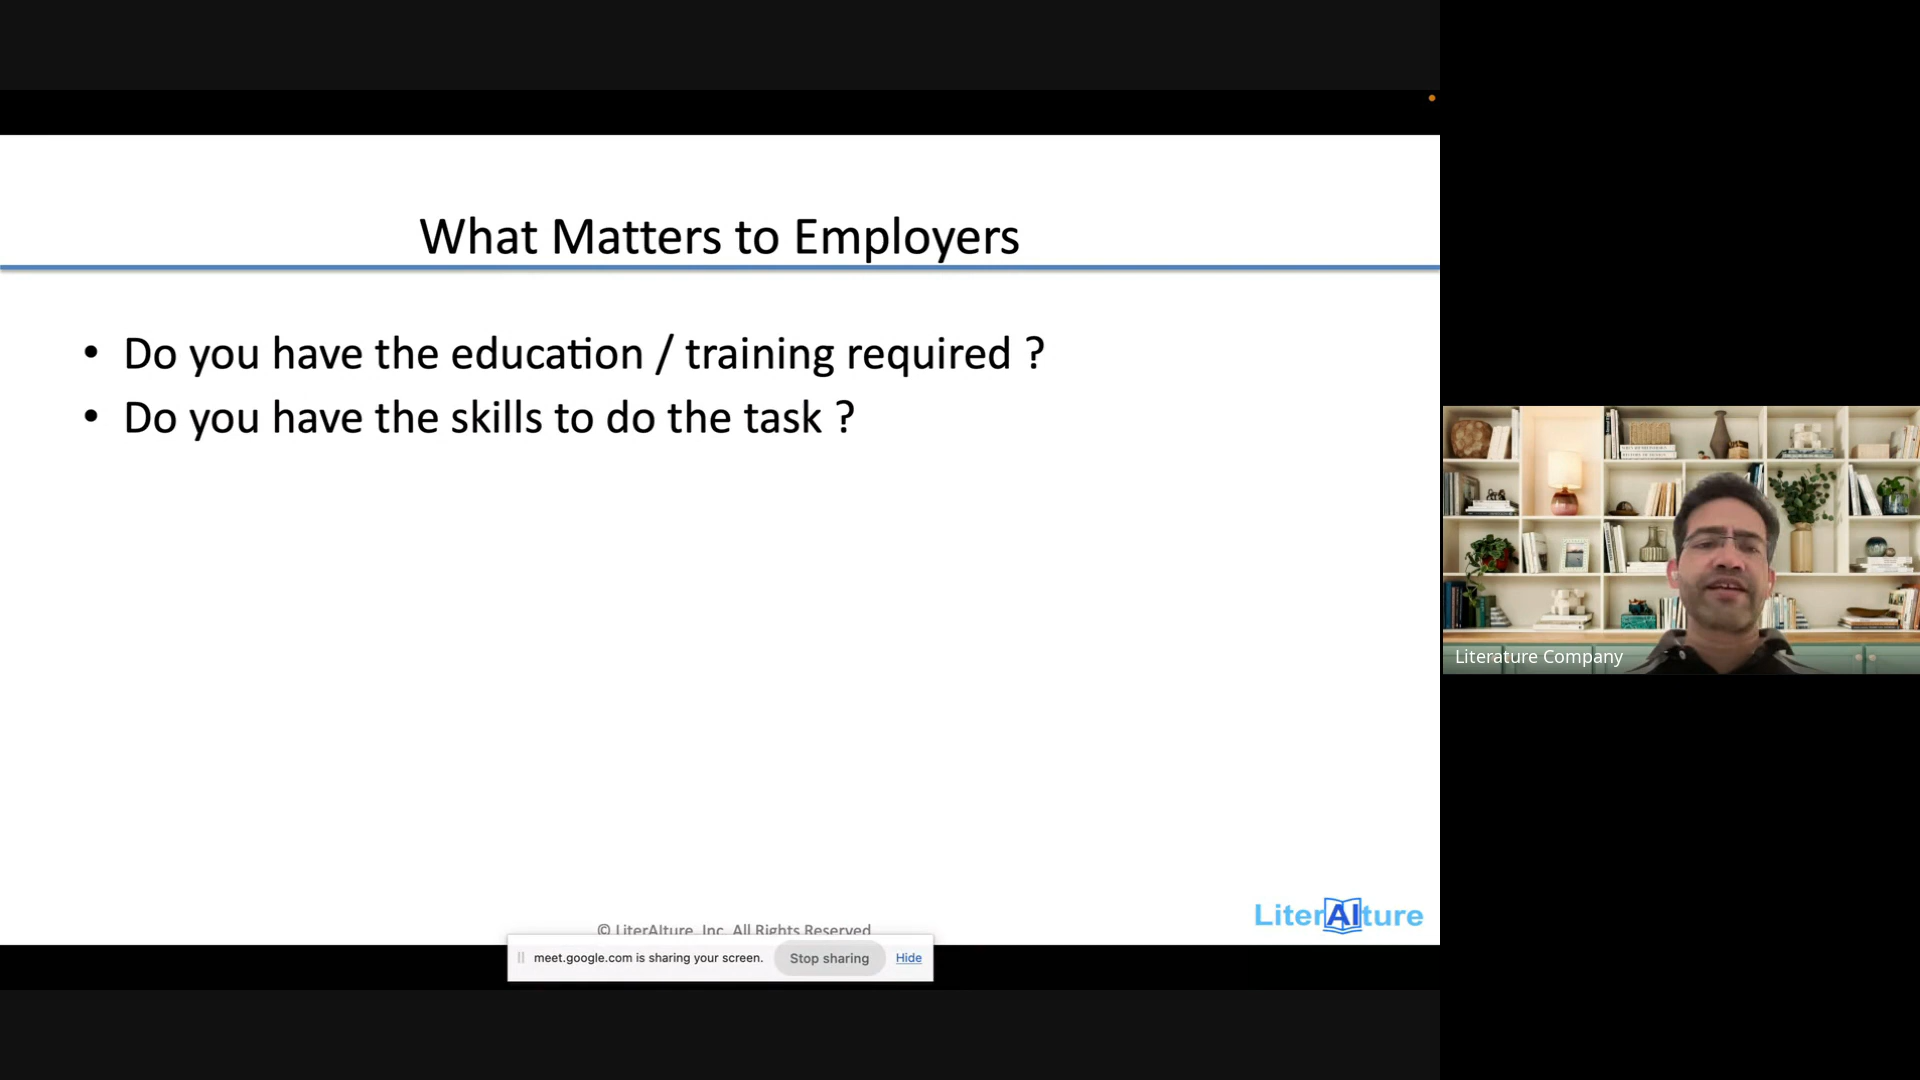 What Matters to Employers
• Do you have the education / training required ?
• Do you have the skills to do the task ?
LiterAIture
© LiterAIture, Inc. All Rights Reserved
meet.google.com is sharing your screen.
Stop sharing
Hide
Literature Company